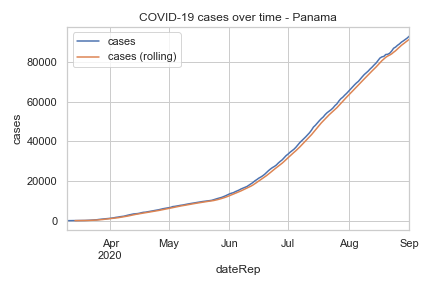 COVID-19 cases over time - Panama
cases
cases (rolling)
80000
60000
40000
20000
0
cases
Apr
2020
May
Jun
Jul
Aug
Sep
dateRep